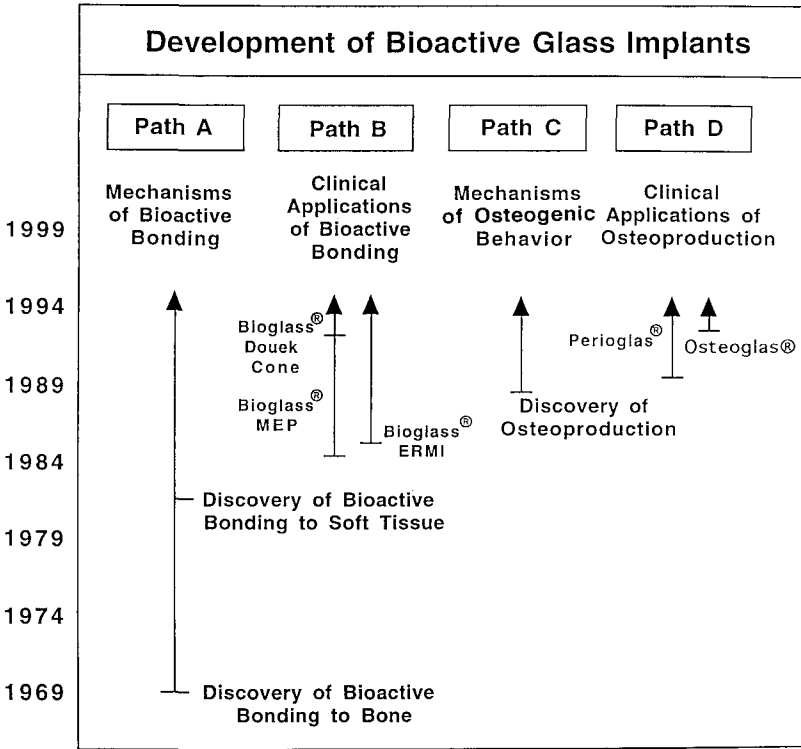 Development of Bioactive Glass Implants
Path A
Path B
Path C
Path D
Mechanisms
of Bioactive
Bonding
Clinical
Applications
of Bioactive
Bonding
Mechanisms
of Osteogenic
Behavior
Clinical
Applications of
Osteoproduction
1999
1994
1989
1984
1979
1974
1969
Bioglass®
Douek
Cone
Bioglass®
MEP
Bioglass®
ERMI
Perioglas®
Osteoglas®
Discovery of
Osteoproduction
Discovery of Bioactive
Bonding to Soft Tissue
Discovery of Bioactive
Bonding to Bone